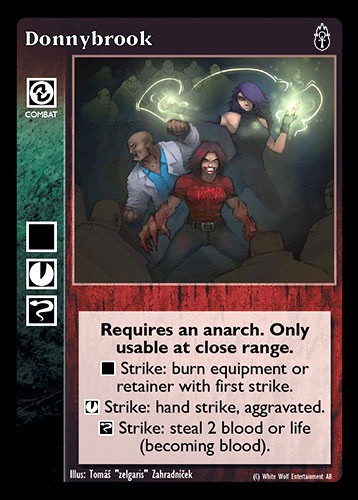 Donnybrook
COMBAT
Requires an anarch. Only
usable at close range.
Strike: burn equipment or
retainer with first strike.
Strike: hand strike, aggravated.
Strike: steal 2 blood or life
(becoming blood).
Illus: Tomáš "zelgaris" Zahradníček
(C) White Wolf Entertainment AB